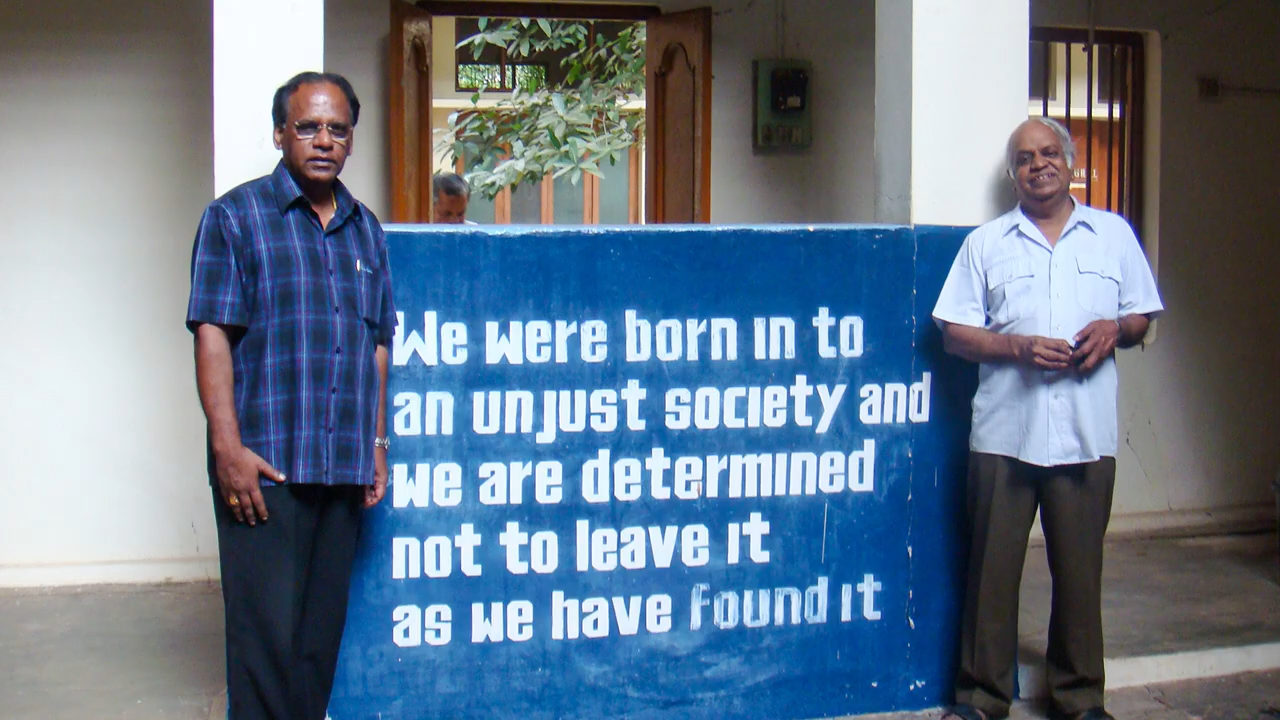 We were born in to
an unjust society and
we are determined
not to leave it
as we have found it